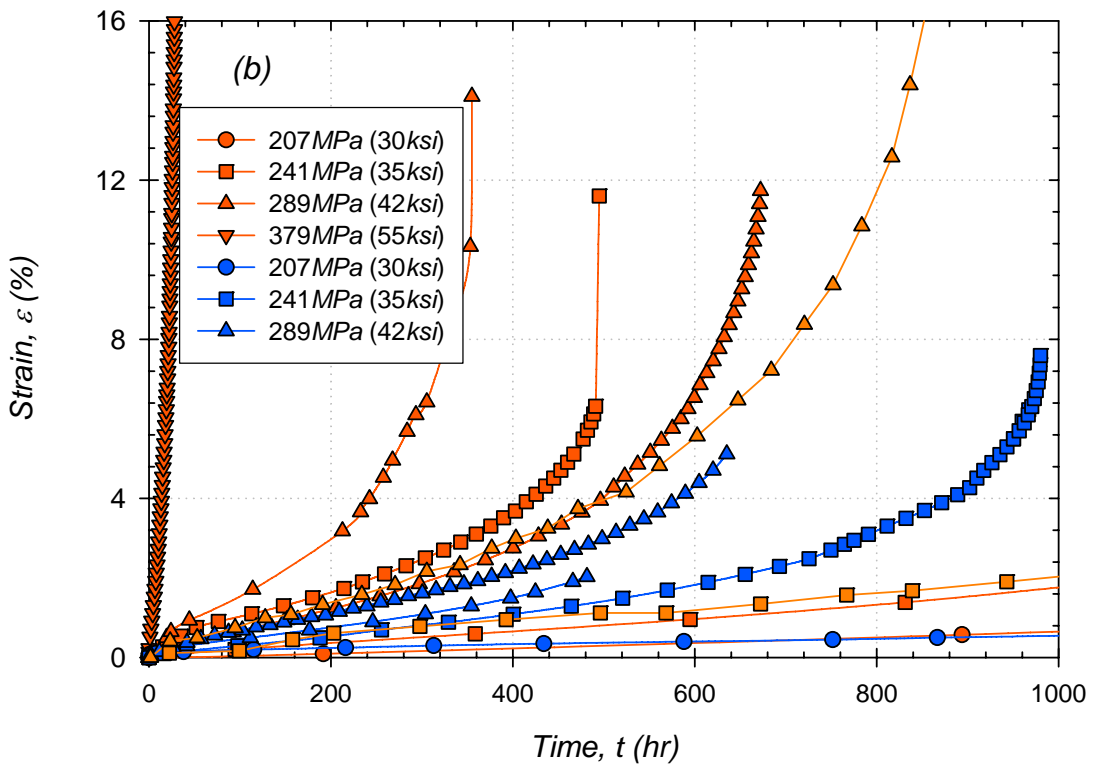 16
12
8
4
0
Strain, ε (%)
(b)
207MPa (30ksi)
241MPa (35ksi)
289MPa (42ksi)
379MPa (55ksi)
207MPa (30ksi)
241MPa (35ksi)
289MPa (42ksi)
0 200 400 600 800 1000
Time, t (hr)